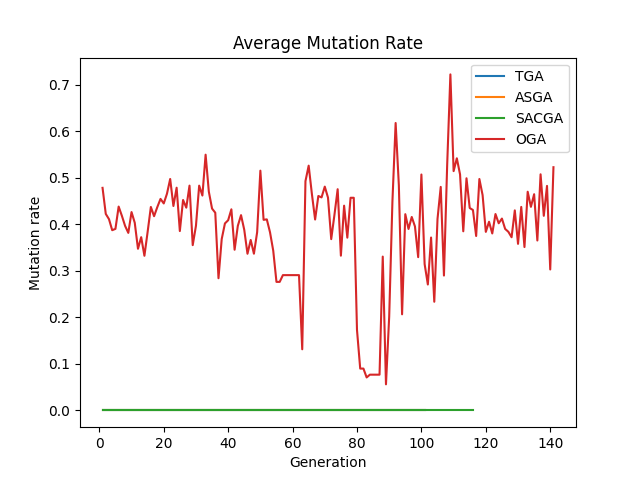 Average Mutation Rate
TGA
ASGA
SACGA
OGA
0.7
0.6
0.5
0.4
0.3
0.2
0.1
0.0
Mutation rate
0 20 40 60 80 100 120 140
Generation